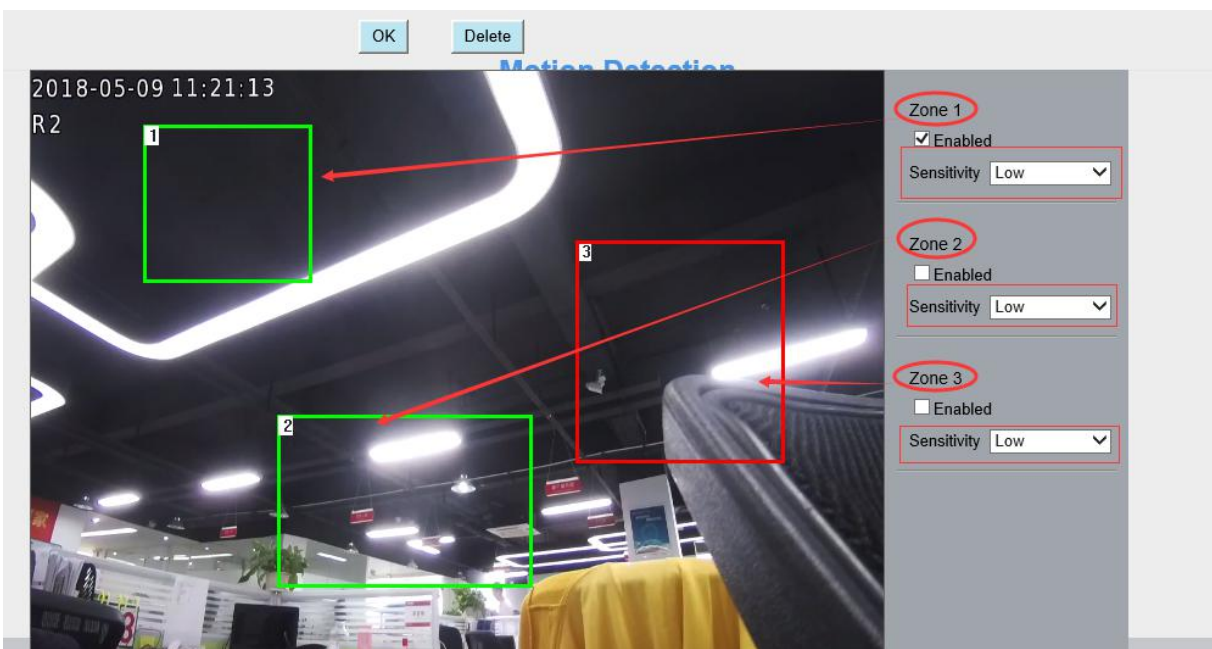 OK
Delete
Motion Detection
2018-05-09 11:21:13
R2
1
2
3
Zone 1
Enabled
Sensitivity Low
Zone 2
Enabled
Sensitivity Low
Zone 3
Enabled
Sensitivity Low